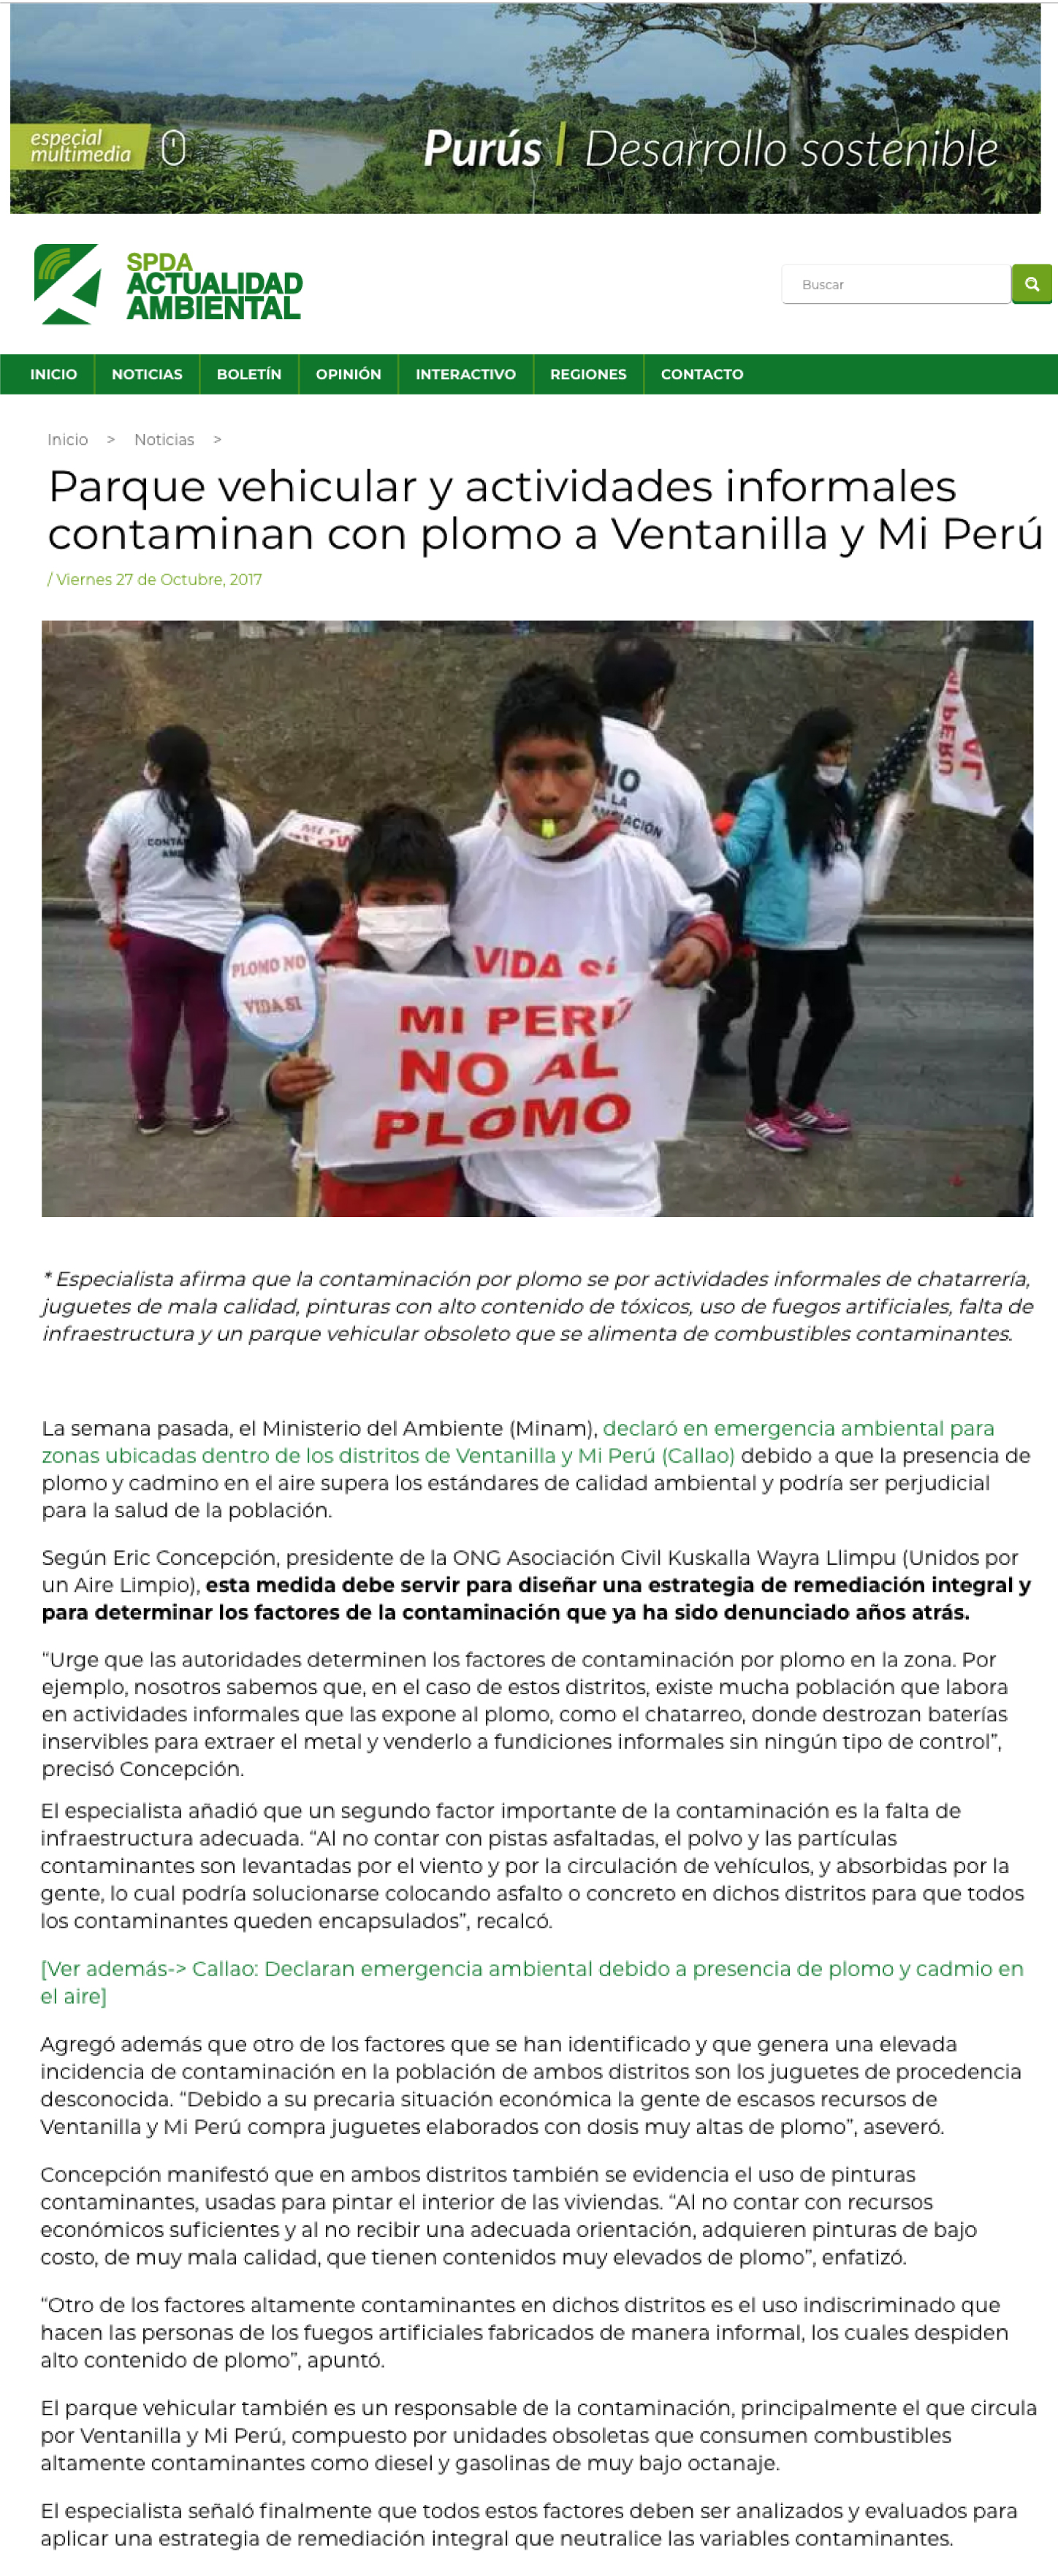 especial
multimedia
Purús | Desarrollo sostenible
SPDA
ACTUALIDAD
AMBIENTAL
Buscar
INICIO NOTICIAS BOLETÍN OPINIÓN INTERACTIVO REGIONES CONTACTO
Inicio > Noticias >
Parque vehicular y actividades informales
contaminan con plomo a Ventanilla y Mi Perú
/ Viernes 27 de Octubre, 2017
NO
LA
CONTA
AMB
MI P
MI PERU
AL
PLOMO NO
VIDA SI
VIDA sí
MI PERÚ
NO AL
PLOMO
* Especialista afirma que la contaminación por plomo se por actividades informales de chatarrería,
juguetes de mala calidad, pinturas con alto contenido de tóxicos, uso de fuegos artificiales, falta de
infraestructura y un parque vehicular obsoleto que se alimenta de combustibles contaminantes.
La semana pasada, el Ministerio del Ambiente (Minam), declaró en emergencia ambiental para
zonas ubicadas dentro de los distritos de Ventanilla y Mi Perú (Callao) debido a que la presencia de
plomo y cadmino en el aire supera los estándares de calidad ambiental y podría ser perjudicial
para la salud de la población.
Según Eric Concepción, presidente de la ONG Asociación Civil Kuskalla Wayra Llimpu (Unidos por
un Aire Limpio), esta medida debe servir para diseñar una estrategia de remediación integral y
para determinar los factores de la contaminación que ya ha sido denunciado años atrás.
“Urge que las autoridades determinen los factores de contaminación por plomo en la zona. Por
ejemplo, nosotros sabemos que, en el caso de estos distritos, existe mucha población que labora
en actividades informales que las expone al plomo, como el chatarreo, donde destrozan baterías
inservibles para extraer el metal y venderlo a fundiciones informales sin ningún tipo de control”,
precisó Concepción.
El especialista añadió que un segundo factor importante de la contaminación es la falta de
infraestructura adecuada. “Al no contar con pistas asfaltadas, el polvo y las partículas
contaminantes son levantadas por el viento y por la circulación de vehículos, y absorbidas por la
gente, lo cual podría solucionarse colocando asfalto o concreto en dichos distritos para que todos
los contaminantes queden encapsulados”, recalcó.
[Ver además-> Callao: Declaran emergencia ambiental debido a presencia de plomo y cadmio en
el aire]
Agregó además que otro de los factores que se han identificado y que genera una elevada
incidencia de contaminación en la población de ambos distritos son los juguetes de procedencia
desconocida. “Debido a su precaria situación económica la gente de escasos recursos de
Ventanilla y Mi Perú compra juguetes elaborados con dosis muy altas de plomo”, aseveró.
Concepción manifestó que en ambos distritos también se evidencia el uso de pinturas
contaminantes, usadas para pintar el interior de las viviendas. “Al no contar con recursos
económicos suficientes y al no recibir una adecuada orientación, adquieren pinturas de bajo
costo, de muy mala calidad, que tienen contenidos muy elevados de plomo”, enfatizó.
“Otro de los factores altamente contaminantes en dichos distritos es el uso indiscriminado que
hacen las personas de los fuegos artificiales fabricados de manera informal, los cuales despiden
alto contenido de plomo”, apuntó.
El parque vehicular también es un responsable de la contaminación, principalmente el que circula
por Ventanilla y Mi Perú, compuesto por unidades obsoletas que consumen combustibles
altamente contaminantes como diesel y gasolinas de muy bajo octanaje.
El especialista señaló finalmente que todos estos factores deben ser analizados y evaluados para
aplicar una estrategia de remediación integral que neutralice las variables contaminantes.